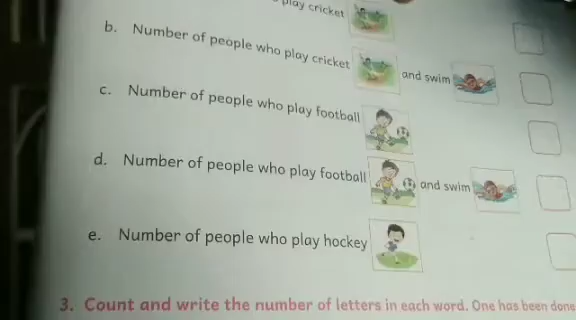 play cricket
b. Number of people who play cricket and swim
c. Number of people who play football
d. Number of people who play football and swim
e. Number of people who play hockey
3. Count and write the number of letters in each word. One has been done